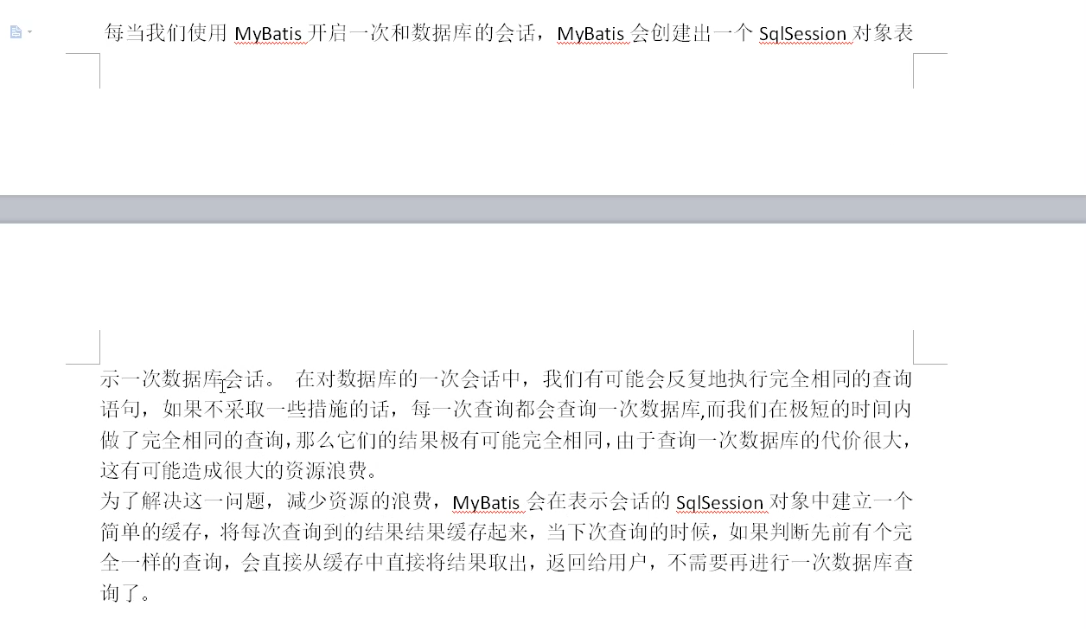 每当我们使用 MyBatis 开启一次和数据库的会话，MyBatis 会创建出一个 SqlSession 对象表
示一次数据库会话。 在对数据库的一次会话中，我们有可能会反复地执行完全相同的查询
语句，如果不采取一些措施的话，每一次查询都会查询一次数据库,而我们在极短的时间内
做了完全相同的查询,那么它们的结果极有可能完全相同,由于查询一次数据库的代价很大，
这有可能造成很大的资源浪费。
为了解决这一问题，减少资源的浪费，MyBatis 会在表示会话的 SqlSession 对象中建立一个
简单的缓存，将每次查询到的结果结果缓存起来，当下次查询的时候，如果判断先前有个完
全一样的查询，会直接从缓存中直接将结果取出，返回给用户，不需要再进行一次数据库查
询了。